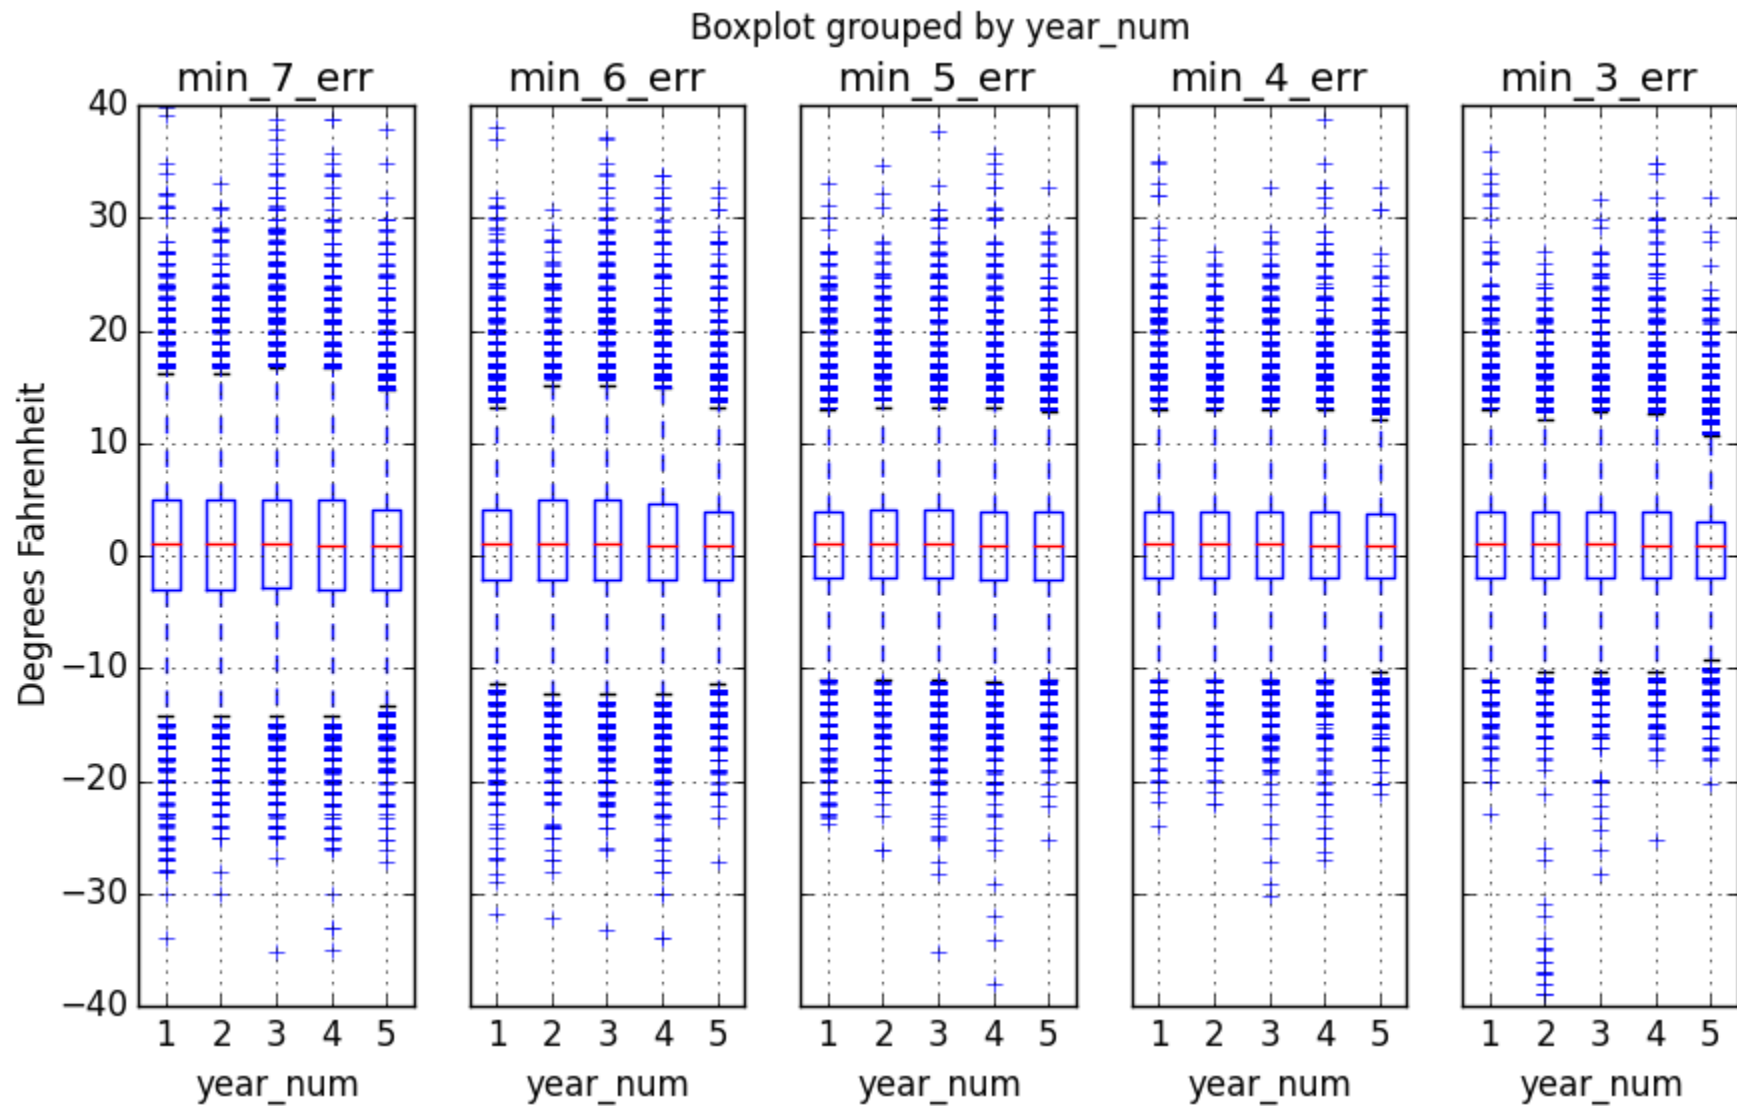 Boxplot grouped by year_num
min_7_err min_6_err min_5_err min_4_err min_3_err
Degrees Fahrenheit
40
30
20
10
0
−10
−20
−30
−40
1 2 3 4 5 1 2 3 4 5 1 2 3 4 5 1 2 3 4 5 1 2 3 4 5
year_num year_num year_num year_num year_num